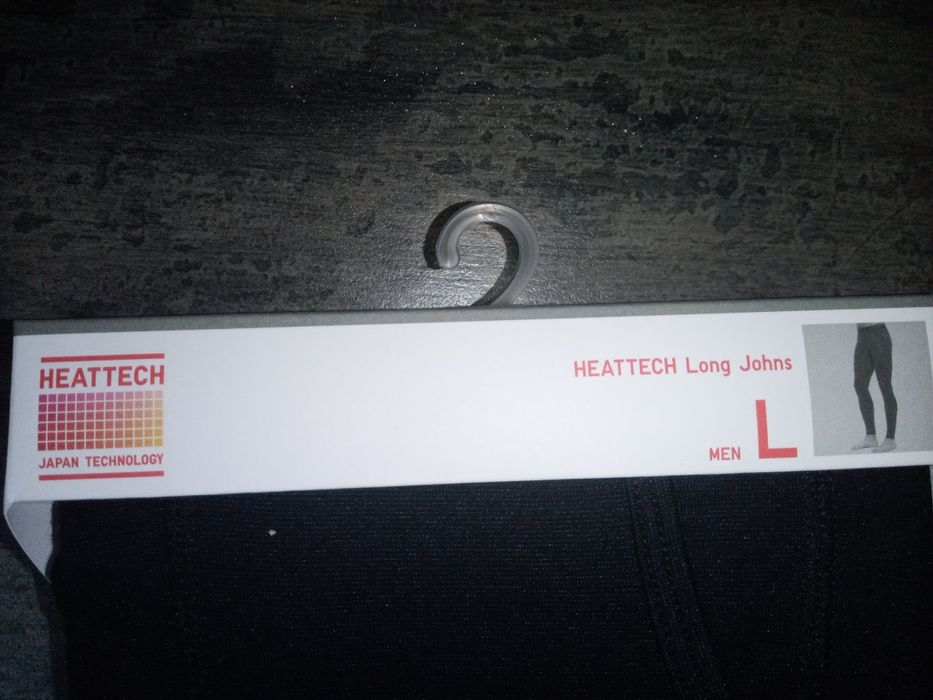 HEATTECH
JAPAN TECHNOLOGY
HEATTECH Long Johns
MEN L